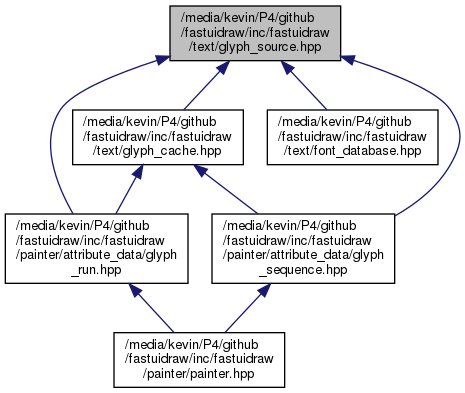 /media/kevin/P4/github
/fastuidraw/inc/fastuidraw
/text/glyph_source.hpp
/media/kevin/P4/github
/fastuidraw/inc/fastuidraw
/text/glyph_cache.hpp
/media/kevin/P4/github
/fastuidraw/inc/fastuidraw
/text/font_database.hpp
/media/kevin/P4/github
/fastuidraw/inc/fastuidraw
/painter/attribute_data/glyph
_run.hpp
/media/kevin/P4/github
/fastuidraw/inc/fastuidraw
/painter/attribute_data/glyph
_sequence.hpp
/media/kevin/P4/github
/fastuidraw/inc/fastuidraw
/painter/painter.hpp